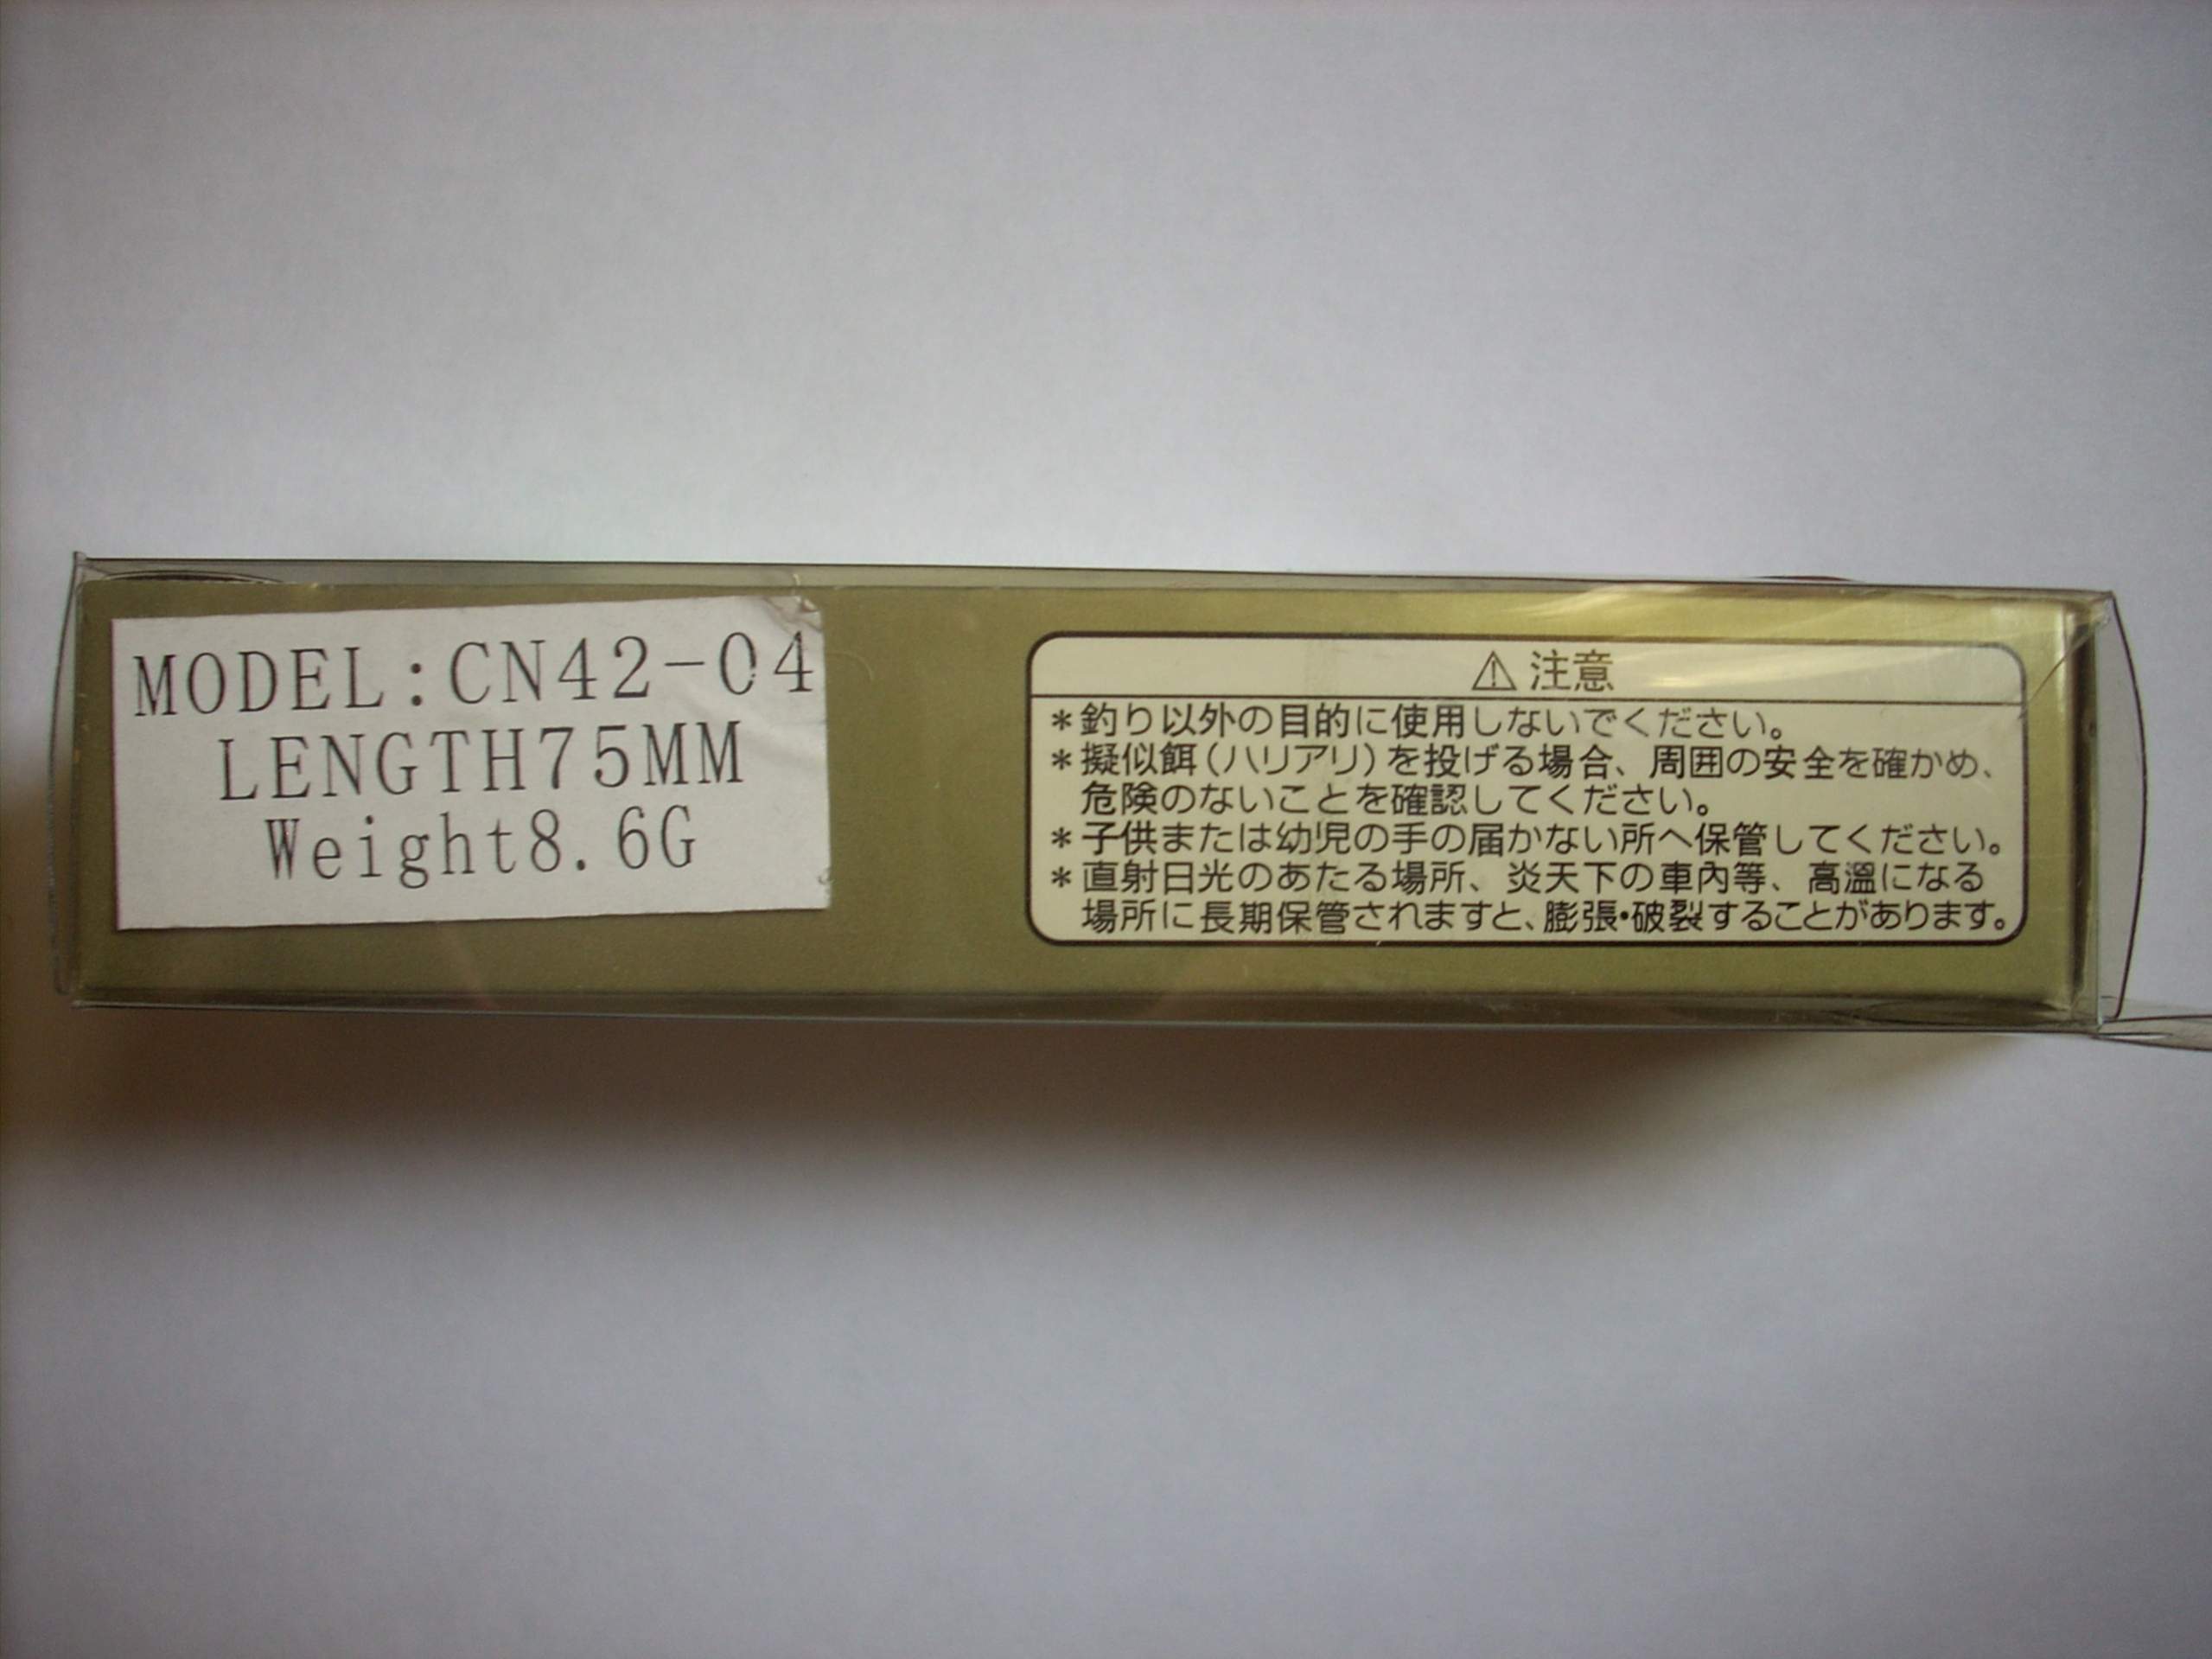 MODEL:CN42-04
LENGTH75MM
Weight8.6G
⚠ 注意
*釣り以外の目的に使用しないでください。
*擬似餌(ハリアリ)を投げる場合、周囲の安全を確かめ、
危険のないことを確認してください。
*子供または幼児の手の届かない所へ保管してください。
*直射日光のあたる場所、炎天下の車內等、高溫になる
場所に長期保管されますと、膨張・破裂することがあります。